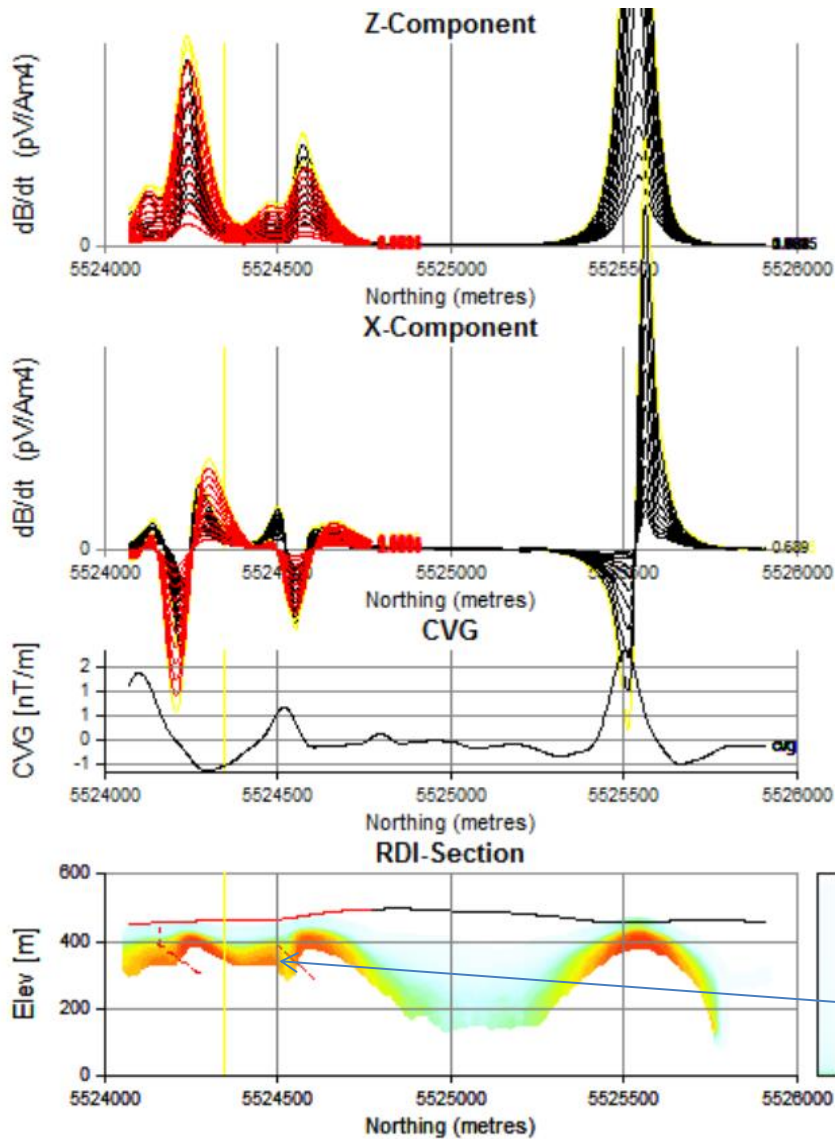 Z-Component
dB/dt (pV/Am4)
0
5524000 5524500 5525000 5525500 5526000
Northing (metres)
X-Component
dB/dt (pV/Am4)
0
5524000 5524500 5525000 5525500 5526000
Northing (metres)
CVG
CVG [nT/m]
2
1
1
0
-1
cvg
5524000 5524500 5525000 5525500 5526000
Northing (metres)
RDI-Section
Elev [m]
600
400
200
0
5524000 5524500 5525000 5525500 5526000
Northing (metres)